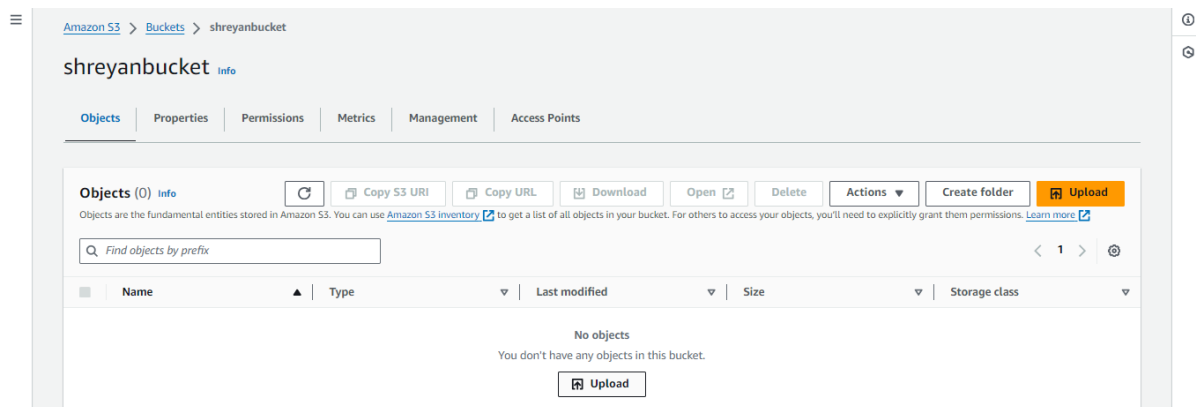 Amazon S3 > Buckets > shreyanbucket
shreyanbucket Info
Objects Properties Permissions Metrics Management Access Points
Objects (0) Info Copy S3 URI Copy URL Download Open Delete Actions Create folder Upload
Objects are the fundamental entities stored in Amazon S3. You can use Amazon S3 inventory to get a list of all objects in your bucket. For others to access your objects, you'll need to explicitly grant them permissions. Learn more
Find objects by prefix < 1 >
Name Type Last modified Size Storage class
No objects
You don't have any objects in this bucket.
Upload